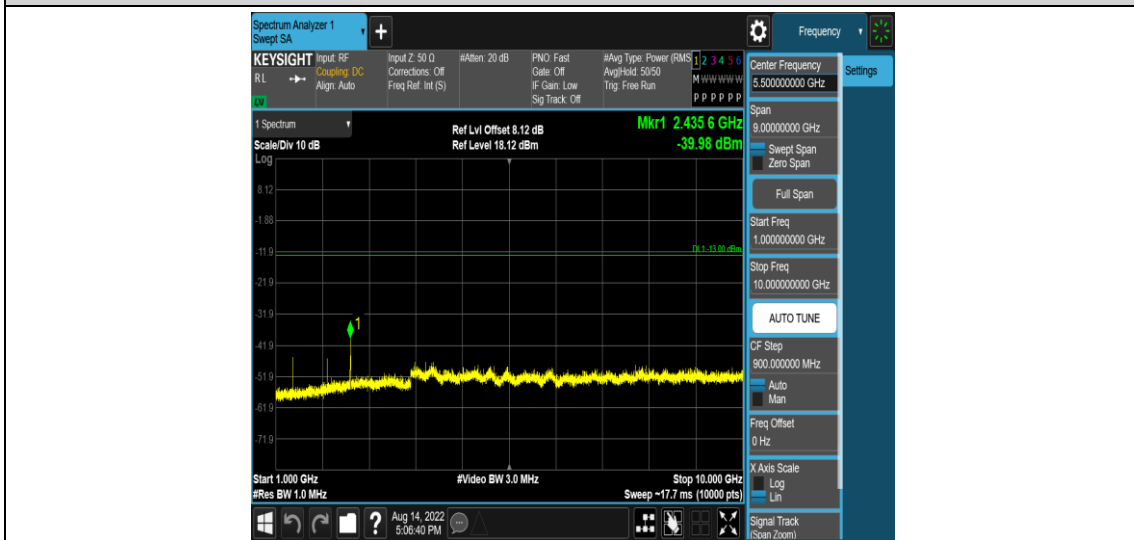 Spectrum Analyzer 1
Swept SA
+
Frequency
KEYSIGHT
RL
LXI
Input: RF
Coupling: DC
Align: Auto
Input Z: 50 Ω
Corrections: Off
Freq Ref: Int (S)
#Atten: 20 dB
PNO: Fast
Gate: Off
IF Gain: Low
Sig Track: Off
#Avg Type: Power (RMS
Avg|Hold: 50/50
Trig: Free Run
1 2 3 4 5 6
M W W W W W
P P P P P P
Center Frequency
5.500000000 GHz
Settings
Span
9.00000000 GHz
Swept Span
Zero Span
Full Span
Start Freq
1.000000000 GHz
Stop Freq
10.000000000 GHz
AUTO TUNE
CF Step
900.000000 MHz
Auto
Man
Freq Offset
0 Hz
X Axis Scale
Log
Lin
Signal Track
(Span Zoom)
1 Spectrum
Scale/Div 10 dB
Log
Ref Lvl Offset 8.12 dB
Ref Level 18.12 dBm
Mkr1 2.435 6 GHz
-39.98 dBm
8.12
-1.88
-11.9
DL1 -13.00 dBm
-21.9
-31.9
1
-41.9
-51.9
-61.9
-71.9
Start 1.000 GHz
#Video BW 3.0 MHz
Stop 10.000 GHz
#Res BW 1.0 MHz
Sweep ~17.7 ms (10000 pts)
?
Aug 14, 2022
5:06:40 PM